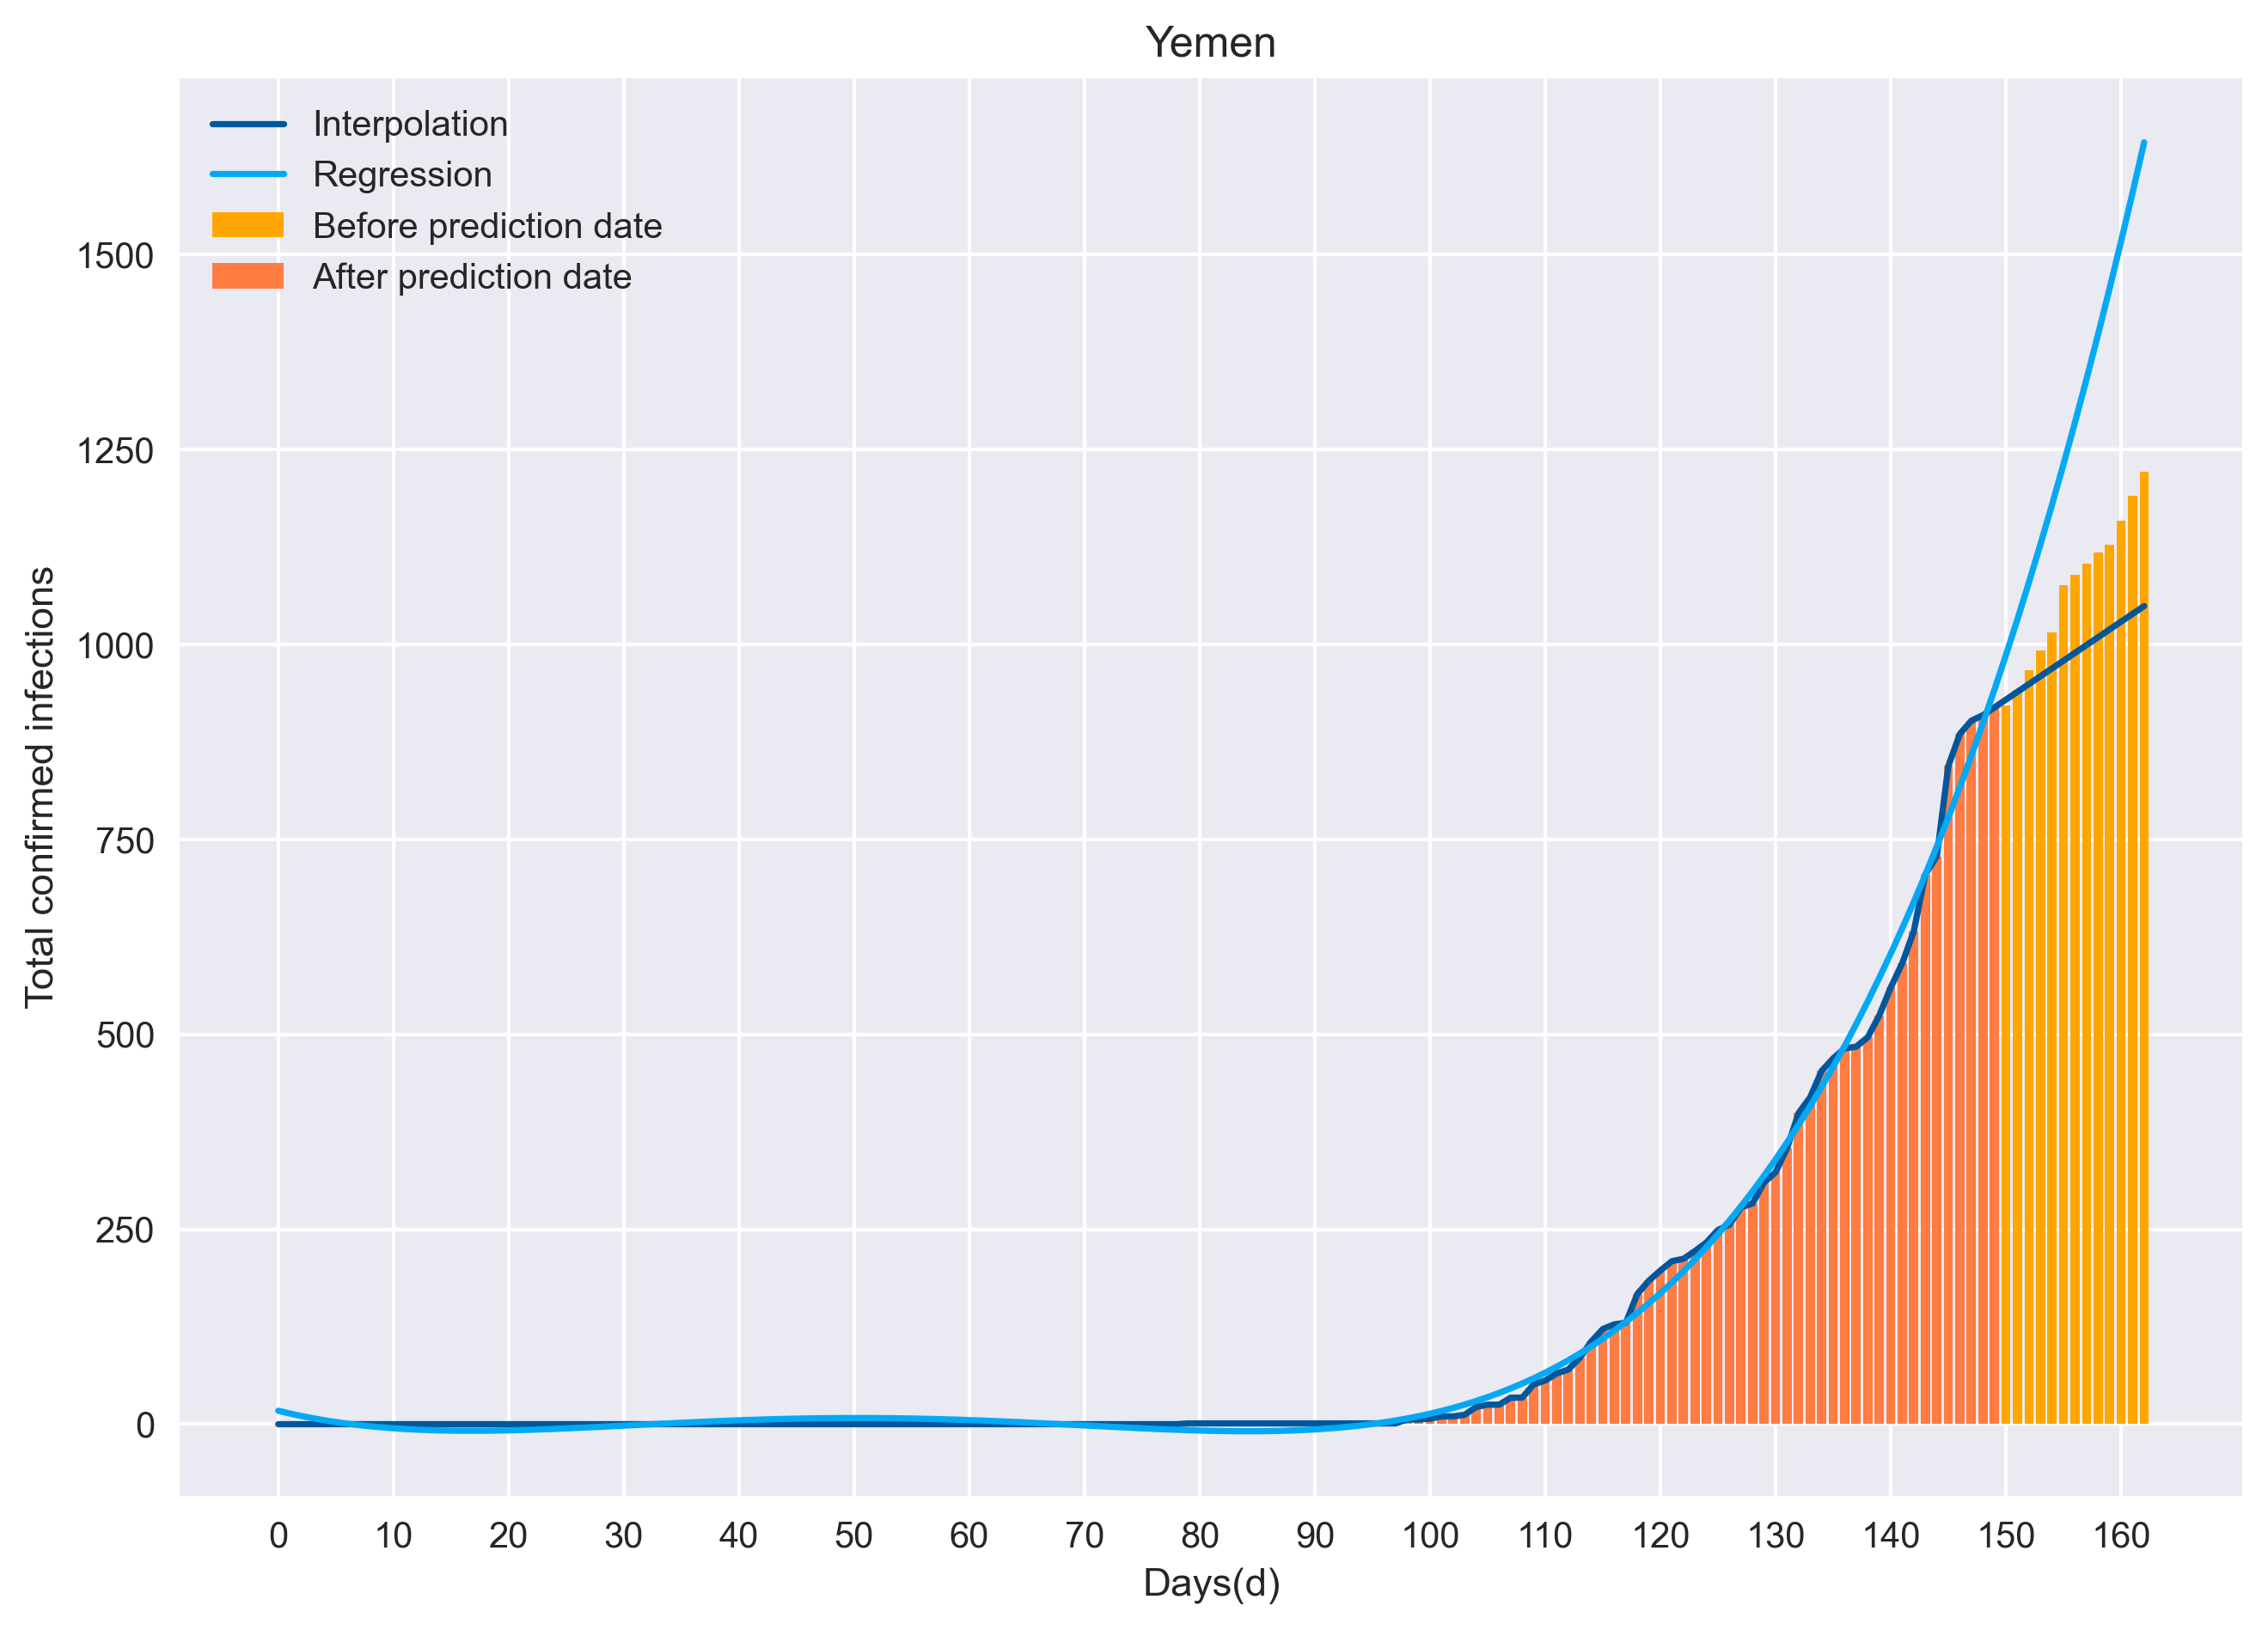 Yemen
Interpolation
Regression
Before prediction date
After prediction date
1500
1250
1000
750
500
250
0
Total confirmed infections
0 10 20 30 40 50 60 70 80 90 100 110 120 130 140 150 160
Days(d)